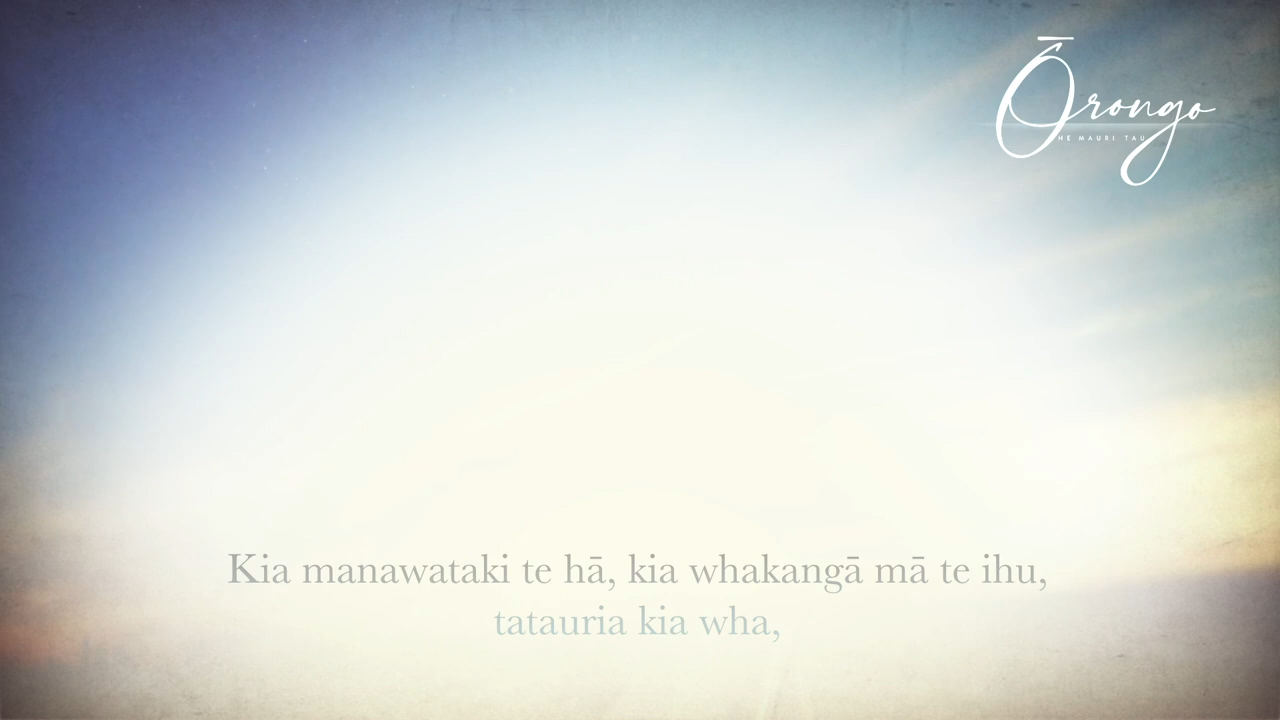 Ōrongo
HE MAURI TAU
Kia manawataki te hā, kia whakangā mā te ihu,
tatauria kia wha,